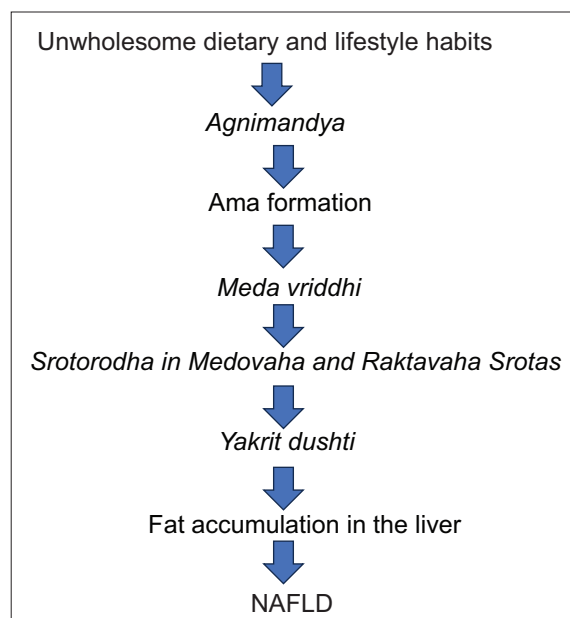 Unwholesome dietary and lifestyle habits
Agnimandya
Ama formation
Meda vriddhi
Srotorodha in Medovaha and Raktavaha Srotas
Yakrit dushti
Fat accumulation in the liver
NAFLD